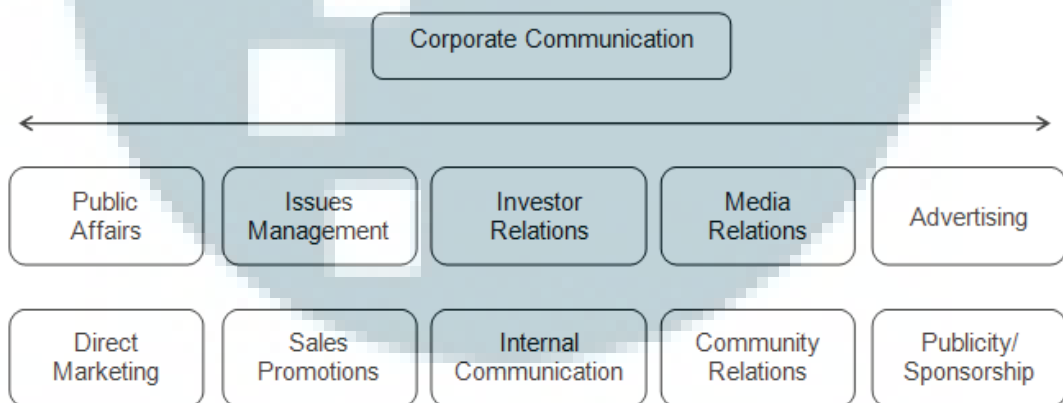 Corporate Communication
Public
Affairs
Issues
Management
Investor
Relations
Media
Relations
Advertising
Direct
Marketing
Sales
Promotions
Internal
Communication
Community
Relations
Publicity/
Sponsorship